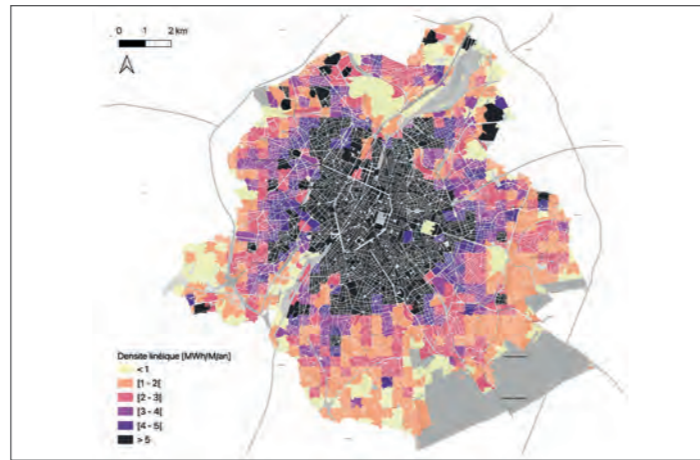 0 1 2 km
Densité linéique [MWh/M/an]
< 1
[1 - 2[
[2 - 3[
[3 - 4[
[4 - 5[
> 5